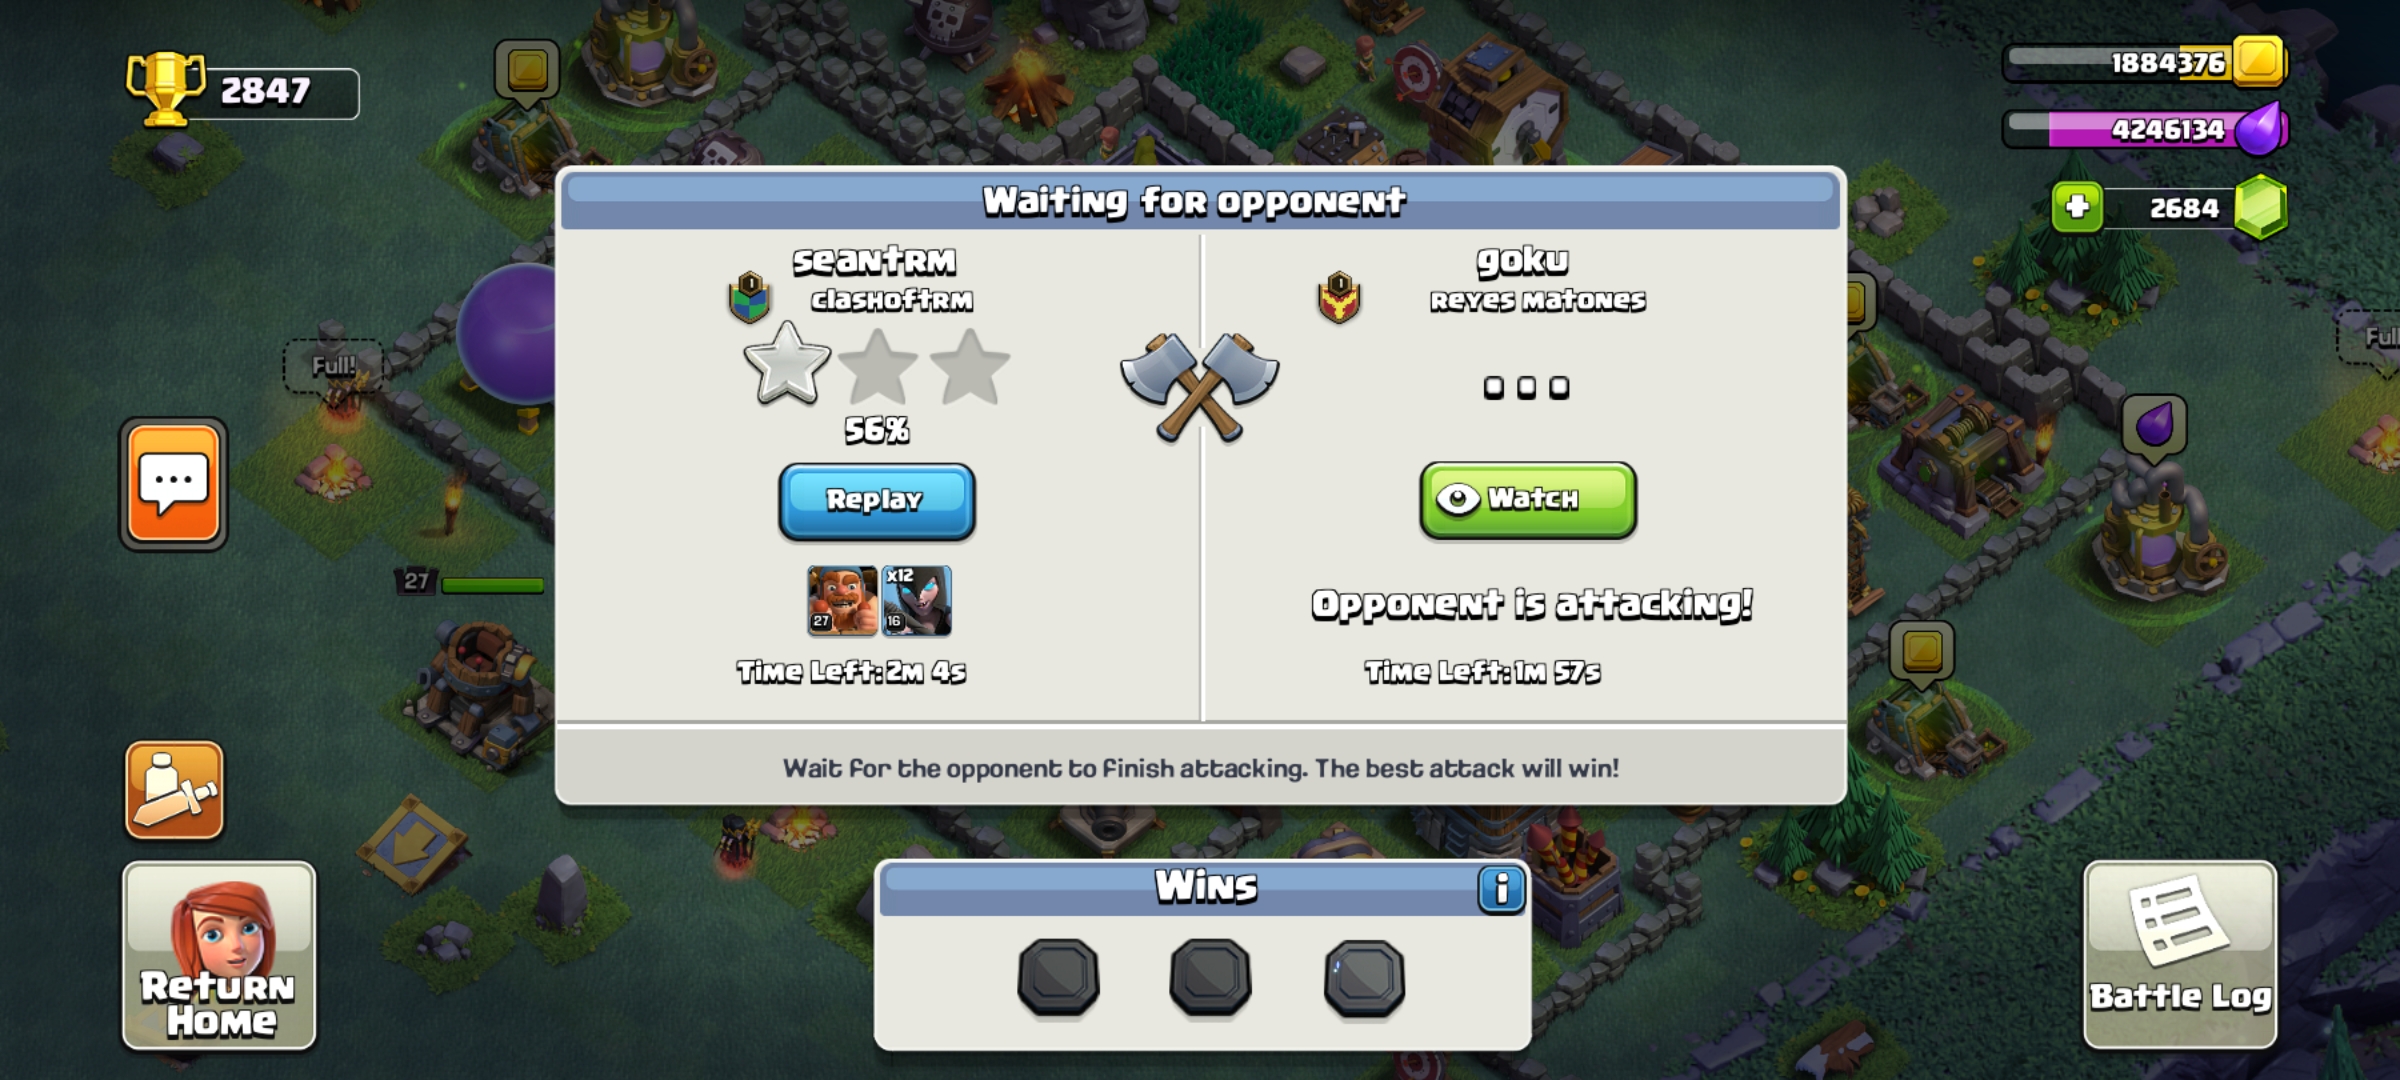 2847
1884376
4246134
2684
Waiting for opponent
seantrm
clashoftrm
56%
Replay
27
x12
16
Time Left:2m 4s
goku
Reyes Matones
Watch
Opponent is attacking!
Time Left:1m 57s
Wait for the opponent to finish attacking. The best attack will win!
Full!
27
Wins
Return
Home
Battle Log